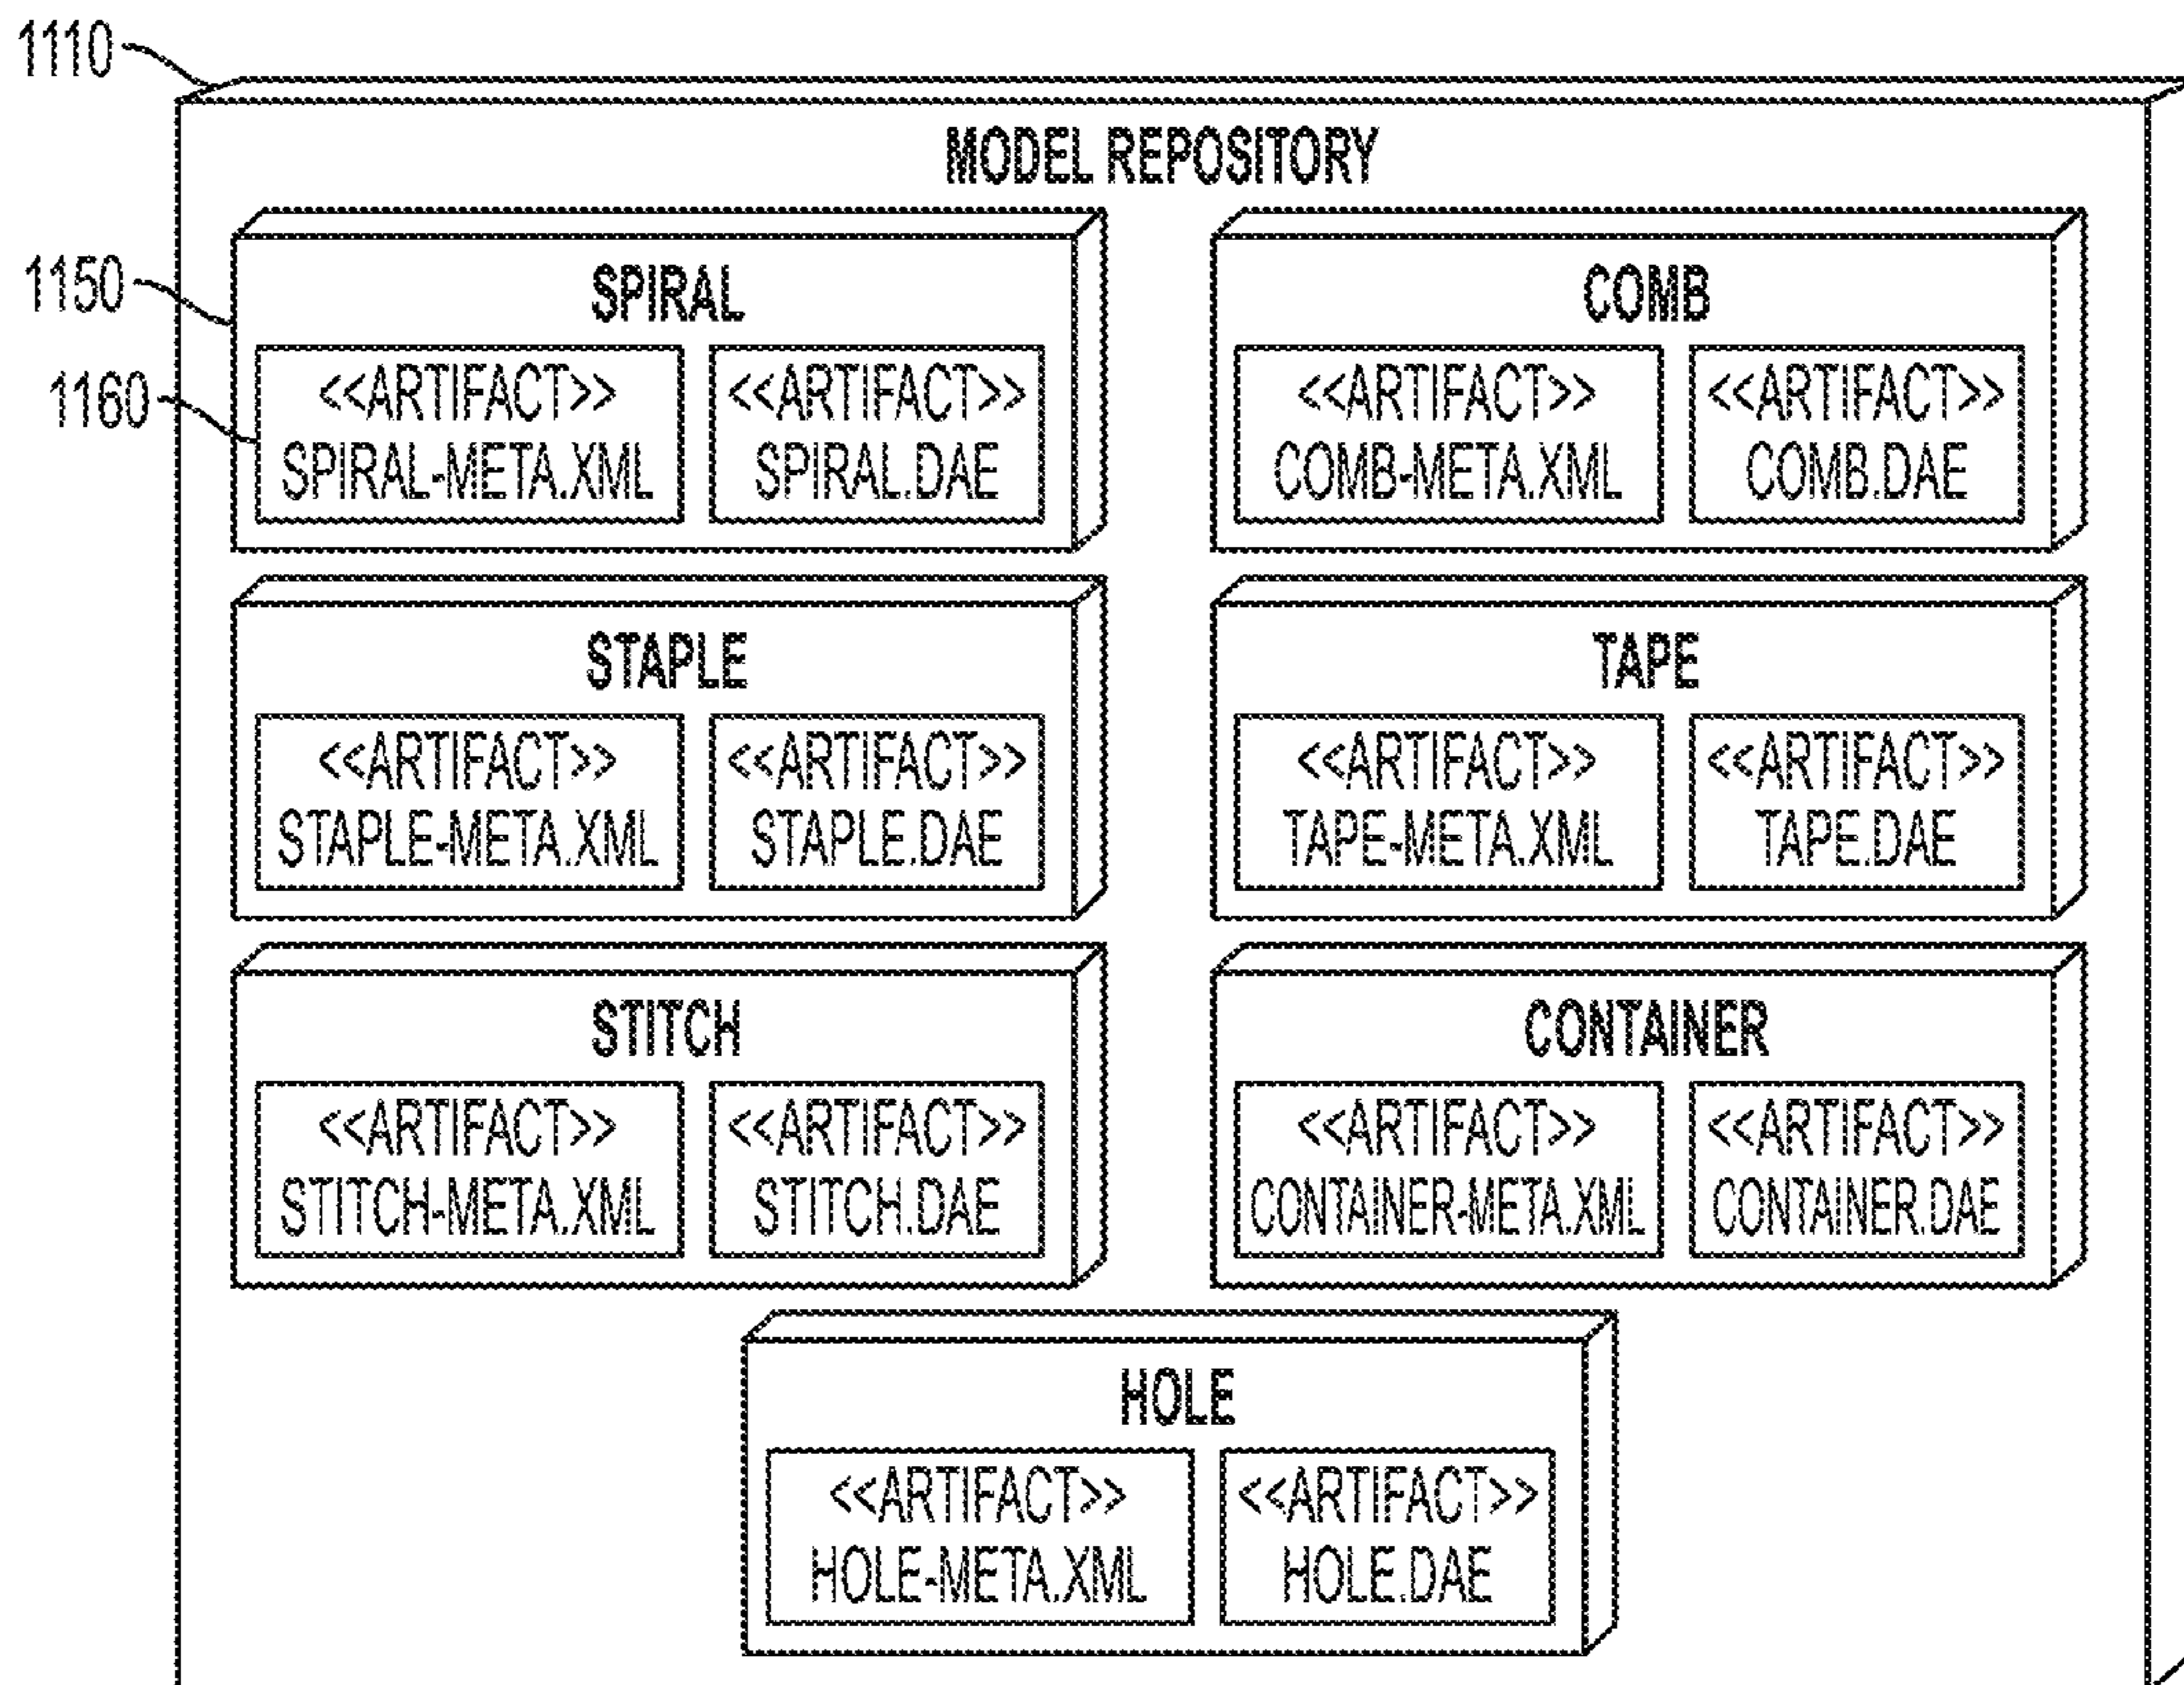 1110
MODEL REPOSITORY
1150
SPIRAL
1160
<<ARTIFACT>>
SPIRAL-META.XML
<<ARTIFACT>>
SPIRAL.DAE
COMB
<<ARTIFACT>>
COMB-META.XML
<<ARTIFACT>>
COMB.DAE
STAPLE
<<ARTIFACT>>
STAPLE-META.XML
<<ARTIFACT>>
STAPLE.DAE
TAPE
<<ARTIFACT>>
TAPE-META.XML
<<ARTIFACT>>
TAPE.DAE
STITCH
<<ARTIFACT>>
STITCH-META.XML
<<ARTIFACT>>
STITCH.DAE
CONTAINER
<<ARTIFACT>>
CONTAINER-META.XML
<<ARTIFACT>>
CONTAINER.DAE
HOLE
<<ARTIFACT>>
HOLE-META.XML
<<ARTIFACT>>
HOLE.DAE